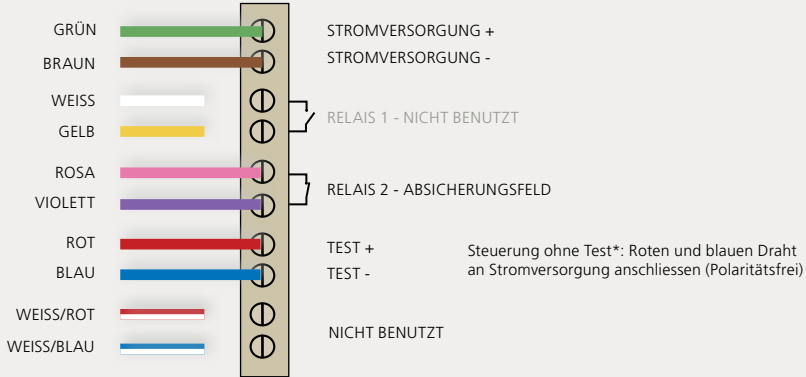 GRÜN
STROMVERSORGUNG +
BRAUN
STROMVERSORGUNG -
WEISS
RELAIS 1 - NICHT BENUTZT
GELB
ROSA
RELAIS 2 - ABSICHERUNGSFELD
VIOLETT
ROT
TEST +
BLAU
TEST -
Steuerung ohne Test*: Roten und blauen Draht
an Stromversorgung anschliessen (Polaritätsfrei)
WEISS/ROT
NICHT BENUTZT
WEISS/BLAU